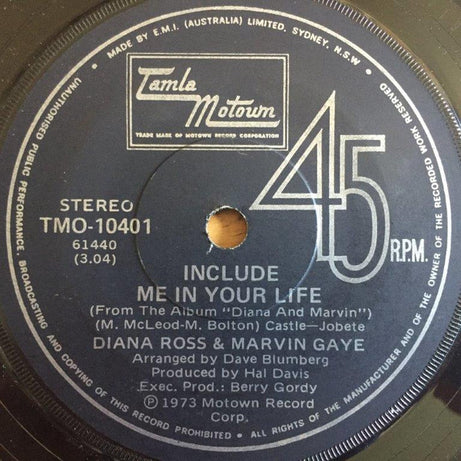 MADE BY E.M.I. (AUSTRALIA) LIMITED, SYDNEY, N.S.W.
UNAUTHORISED PUBLIC PERFORMANCE, BROADCASTING AND COPYING OF THIS RECORD PROHIBITED • ALL RIGHTS OF THE MANUFACTURER AND OF THE OWNER OF THE RECORDED WORK RESERVED
Tamla
Motown
TRADE MARK OF MOTOWN RECORD CORPORATION
45
R.P.M.
STEREO
TMO-10401
61440
(3.04)
INCLUDE
ME IN YOUR LIFE
(From The Album "Diana And Marvin")
(M. McLeod-M. Bolton) Castle—Jobete
DIANA ROSS & MARVIN GAYE
Arranged by Dave Blumberg
Produced by Hal Davis
Exec. Prod.: Berry Gordy
℗ 1973 Motown Record
Corp.